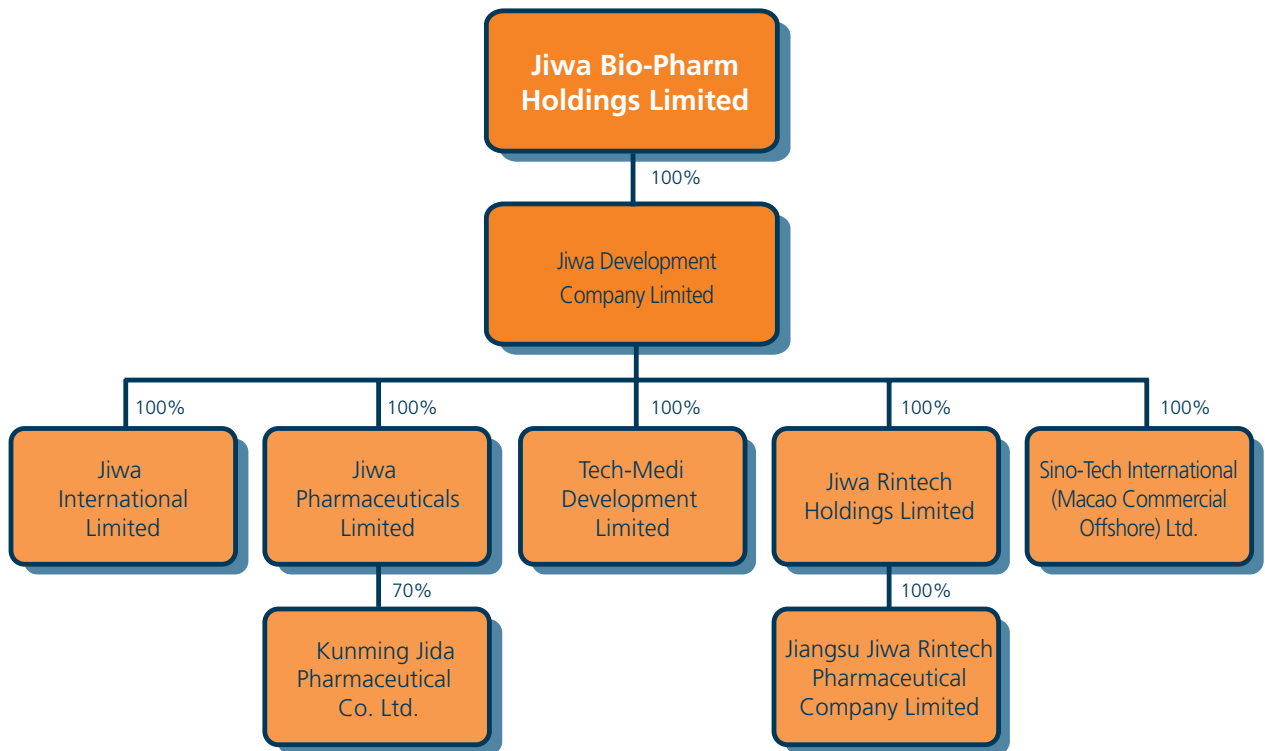 Jiwa Bio-Pharm
Holdings Limited
100%
Jiwa Development
Company Limited
100%
100%
100%
100%
100%
Jiwa
International
Limited
Jiwa
Pharmaceuticals
Limited
Tech-Medi
Development
Limited
Jiwa Rintech
Holdings Limited
Sino-Tech International
(Macao Commercial
Offshore) Ltd.
70%
100%
Kunming Jida
Pharmaceutical
Co. Ltd.
Jiangsu Jiwa Rintech
Pharmaceutical
Company Limited